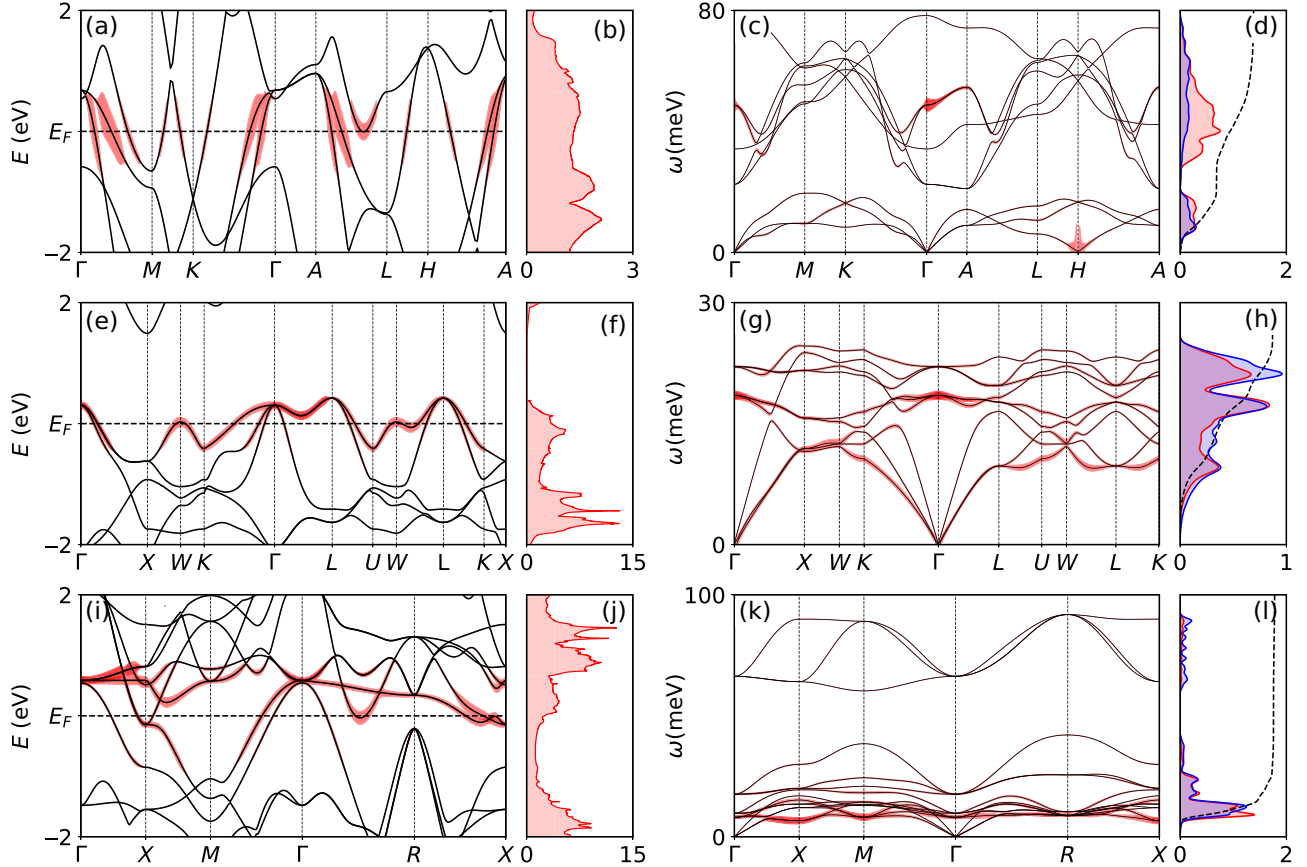 (a) (b) (c) (d)
2 80
E (eV) E_F ω(meV)
−2 0
Γ M K Γ A L H A 0 3 Γ M K Γ A L H A 0 2
(e) (f) (g) (h)
2 30
E (eV) E_F ω(meV)
−2 0
Γ X W K Γ L U W L K X 0 15 Γ X W K Γ L U W L K 0 1
(i) (j) (k) (l)
2 100
E (eV) E_F ω(meV)
−2 0
Γ X M Γ R X 0 15 Γ X M Γ R X 0 2